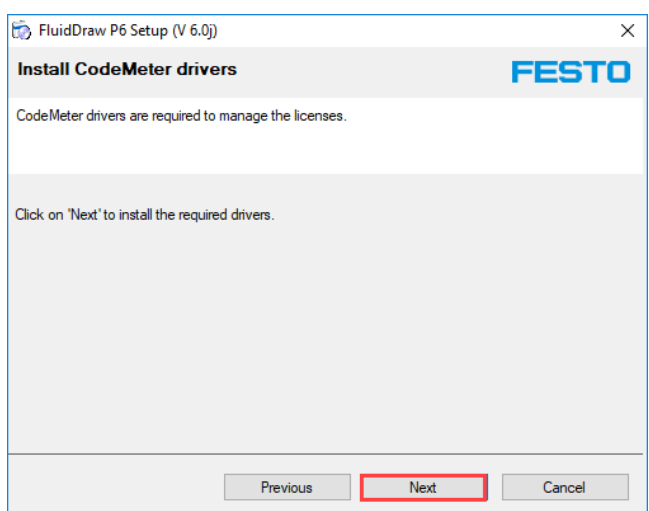 FluidDraw P6 Setup (V 6.0j)
Install CodeMeter drivers
FESTO
CodeMeter drivers are required to manage the licenses.
Click on 'Next' to install the required drivers.
Previous Next Cancel